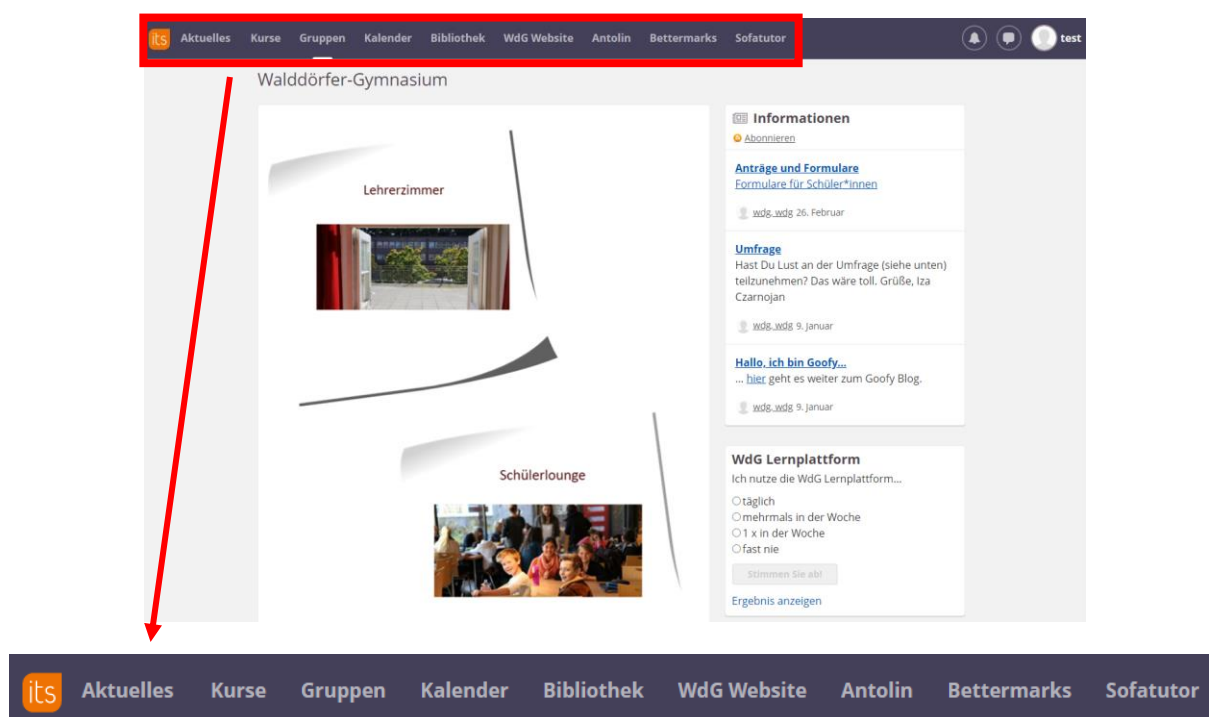 its Aktuelles Kurse Gruppen Kalender Bibliothek WdG Website Antolin Bettermarks Sofatutor test
Walddörfer-Gymnasium
Lehrerzimmer
Schülerlounge
Informationen
Abonnieren
Anträge und Formulare
Formulare für Schüler*innen
wdg, wdg 26. Februar
Umfrage
Hast Du Lust an der Umfrage (siehe unten)
teilzunehmen? Das wäre toll. Grüße, Iza
Czarnojan
wdg, wdg 9. Januar
Hallo, ich bin Goofy...
... hier geht es weiter zum Goofy Blog.
wdg, wdg 9. Januar
WdG Lernplattform
Ich nutze die WdG Lernplattform...
täglich
mehrmals in der Woche
1 x in der Woche
fast nie
Stimmen Sie ab!
Ergebnis anzeigen
its Aktuelles Kurse Gruppen Kalender Bibliothek WdG Website Antolin Bettermarks Sofatutor